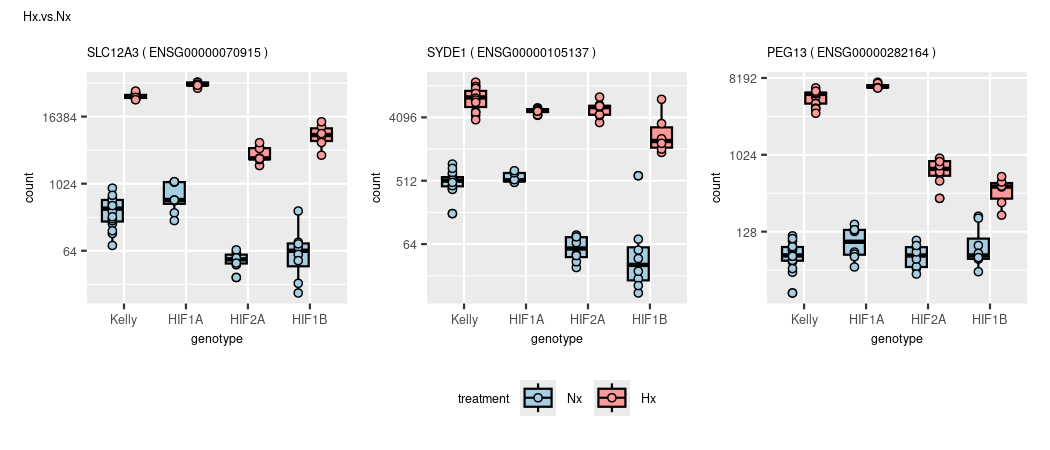 Hx.vs.Nx
SLC12A3 ( ENSG00000070915 )
SYDE1 ( ENSG00000105137 )
PEG13 ( ENSG00000282164 )
count
16384
1024
64
Kelly HIF1A HIF2A HIF1B
genotype
count
4096
512
64
Kelly HIF1A HIF2A HIF1B
genotype
count
8192
1024
128
Kelly HIF1A HIF2A HIF1B
genotype
treatment Nx Hx